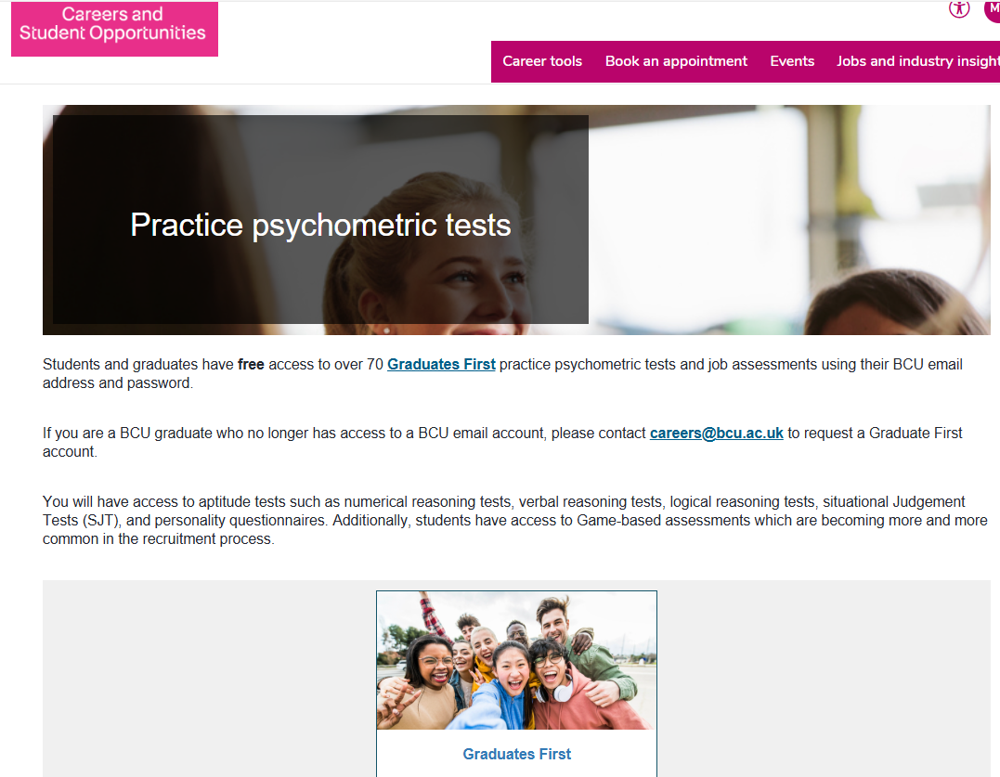 Careers and
Student Opportunities
M
Career tools Book an appointment Events Jobs and industry insight
Practice psychometric tests
Students and graduates have free access to over 70 Graduates First practice psychometric tests and job assessments using their BCU email
address and password.
If you are a BCU graduate who no longer has access to a BCU email account, please contact careers@bcu.ac.uk to request a Graduate First
account.
You will have access to aptitude tests such as numerical reasoning tests, verbal reasoning tests, logical reasoning tests, situational Judgement
Tests (SJT), and personality questionnaires. Additionally, students have access to Game-based assessments which are becoming more and more
common in the recruitment process.
Graduates First